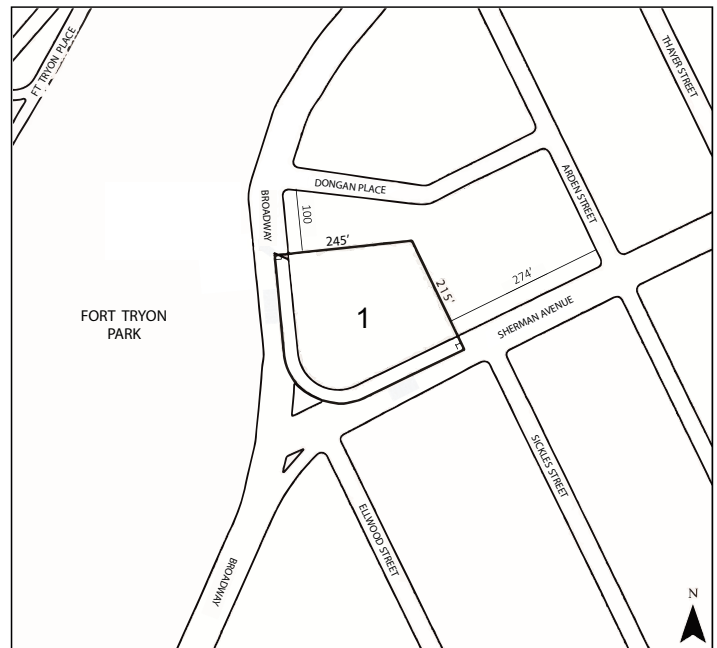 FT TRYON PLACE
THAYER STREET
DONGAN PLACE
BROADWAY
100
ARDEN STREET
245'
215'
274'
FORT TRYON
PARK
1
SHERMAN AVENUE
SICKLES STREET
ELLWOOD STREET
BROADWAY
N